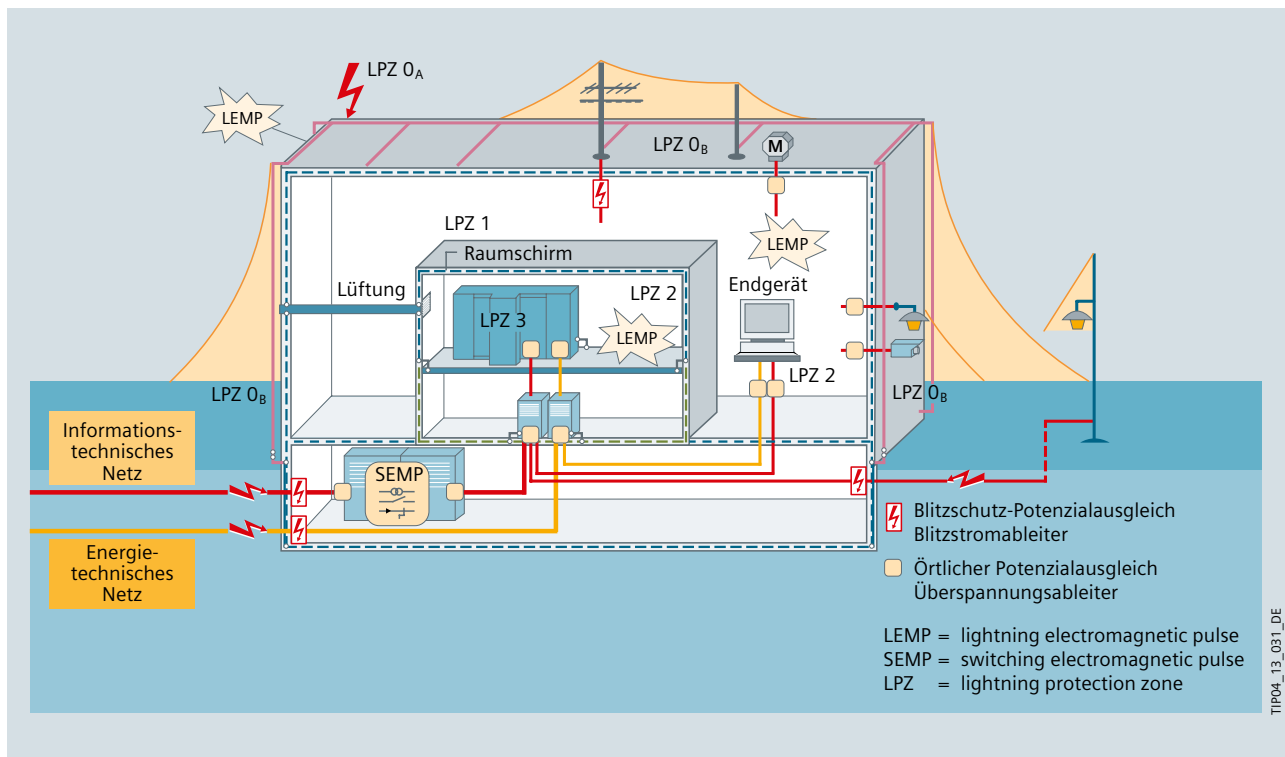 LPZ 0A
LEMP
LPZ 0B
M
LPZ 1
LEMP
Raumschirm
Lüftung
LPZ 2
Endgerät
LPZ 3
LEMP
LPZ 2
LPZ 0B
LPZ 0B
Informations-
technisches
Netz
SEMP
Energie-
technisches
Netz
Blitzschutz-Potenzialausgleich
Blitzstromableiter
Örtlicher Potenzialausgleich
Überspannungsableiter
LEMP = lightning electromagnetic pulse
SEMP = switching electromagnetic pulse
LPZ = lightning protection zone
TIP04_13_031_DE